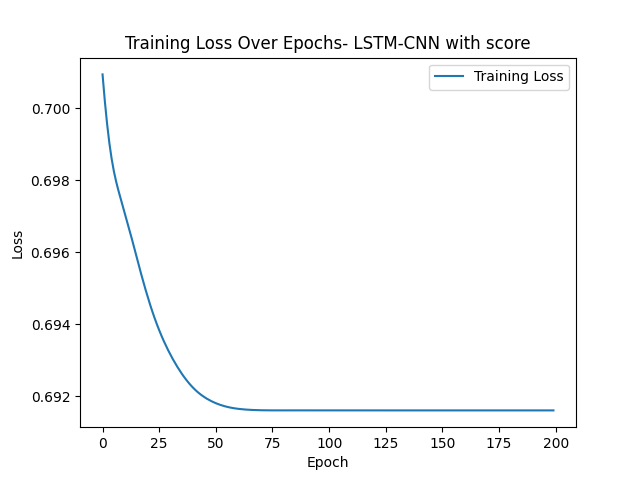 Training Loss Over Epochs- LSTM-CNN with score
Training Loss
0.700
0.698
0.696
0.694
0.692
Loss
0 25 50 75 100 125 150 175 200
Epoch